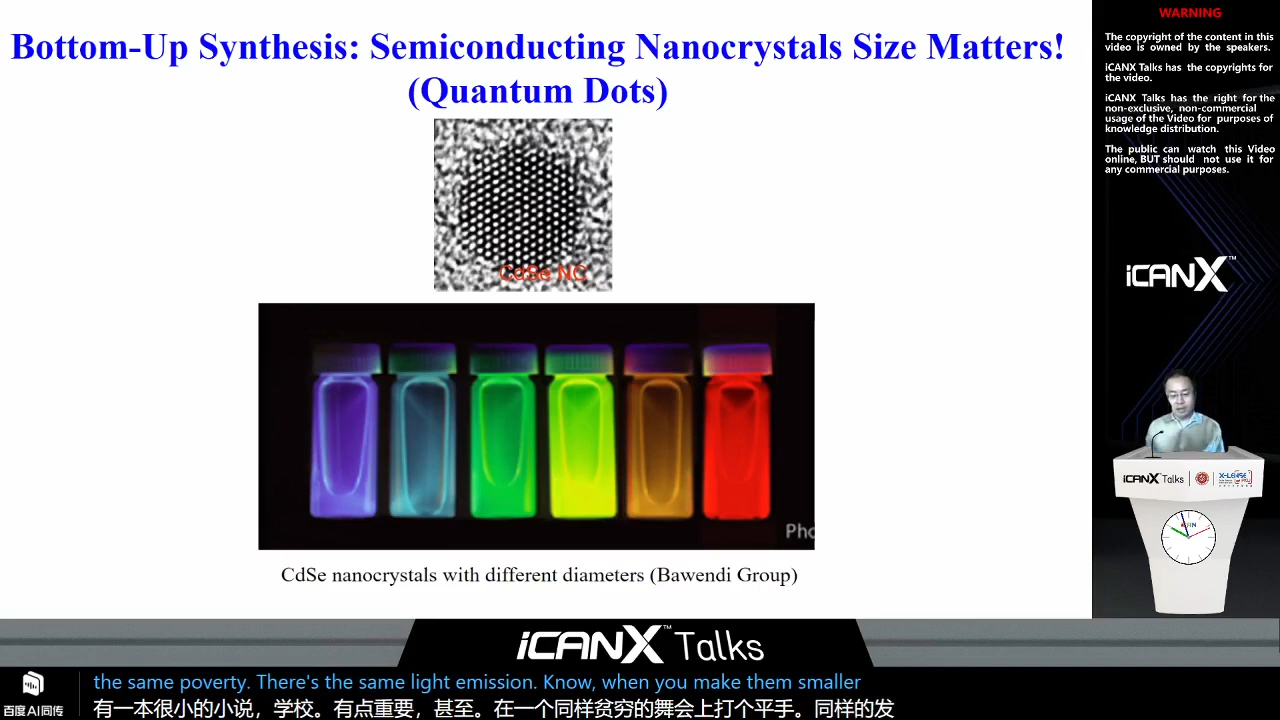 Bottom-Up Synthesis: Semiconducting Nanocrystals Size Matters!
(Quantum Dots)
CdSe NC
Pho
CdSe nanocrystals with different diameters (Bawendi Group)
WARNING
The copyright of the content in this
video is owned by the speakers.
iCANX Talks has the copyrights for
the video.
iCANX Talks has the right for the
non-exclusive, non-commercial
usage of the Video for purposes of
knowledge distribution.
The public can watch this Video
online, BUT should not use it for
any commercial purposes.
iCANX™
iCANX Talks
iCANX™ Talks
百度AI同传
the same poverty. There's the same light emission. Know, when you make them smaller
有一本很小的小说，学校。有点重要，甚至。在一个同样贫穷的舞会上打个平手。同样的发